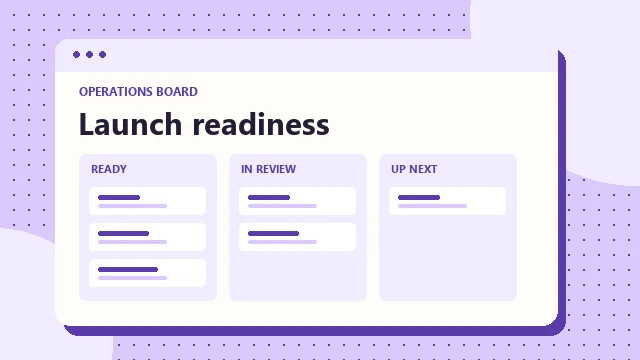 OPERATIONS BOARD
Launch readiness
READY
IN REVIEW
UP NEXT